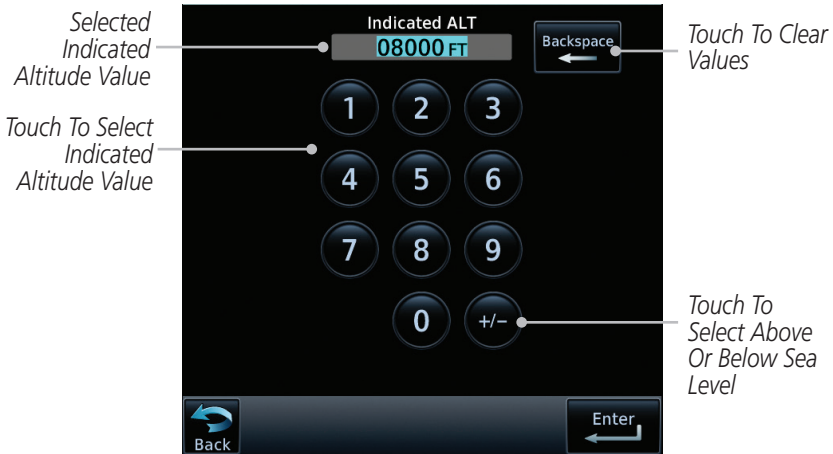 Selected
Indicated
Altitude Value
Indicated ALT
08000 FT
Backspace
Touch To Clear
Values
Touch To Select
Indicated
Altitude Value
1 2 3
4 5 6
7 8 9
0 +/−
Touch To
Select Above
Or Below Sea
Level
Back
Enter